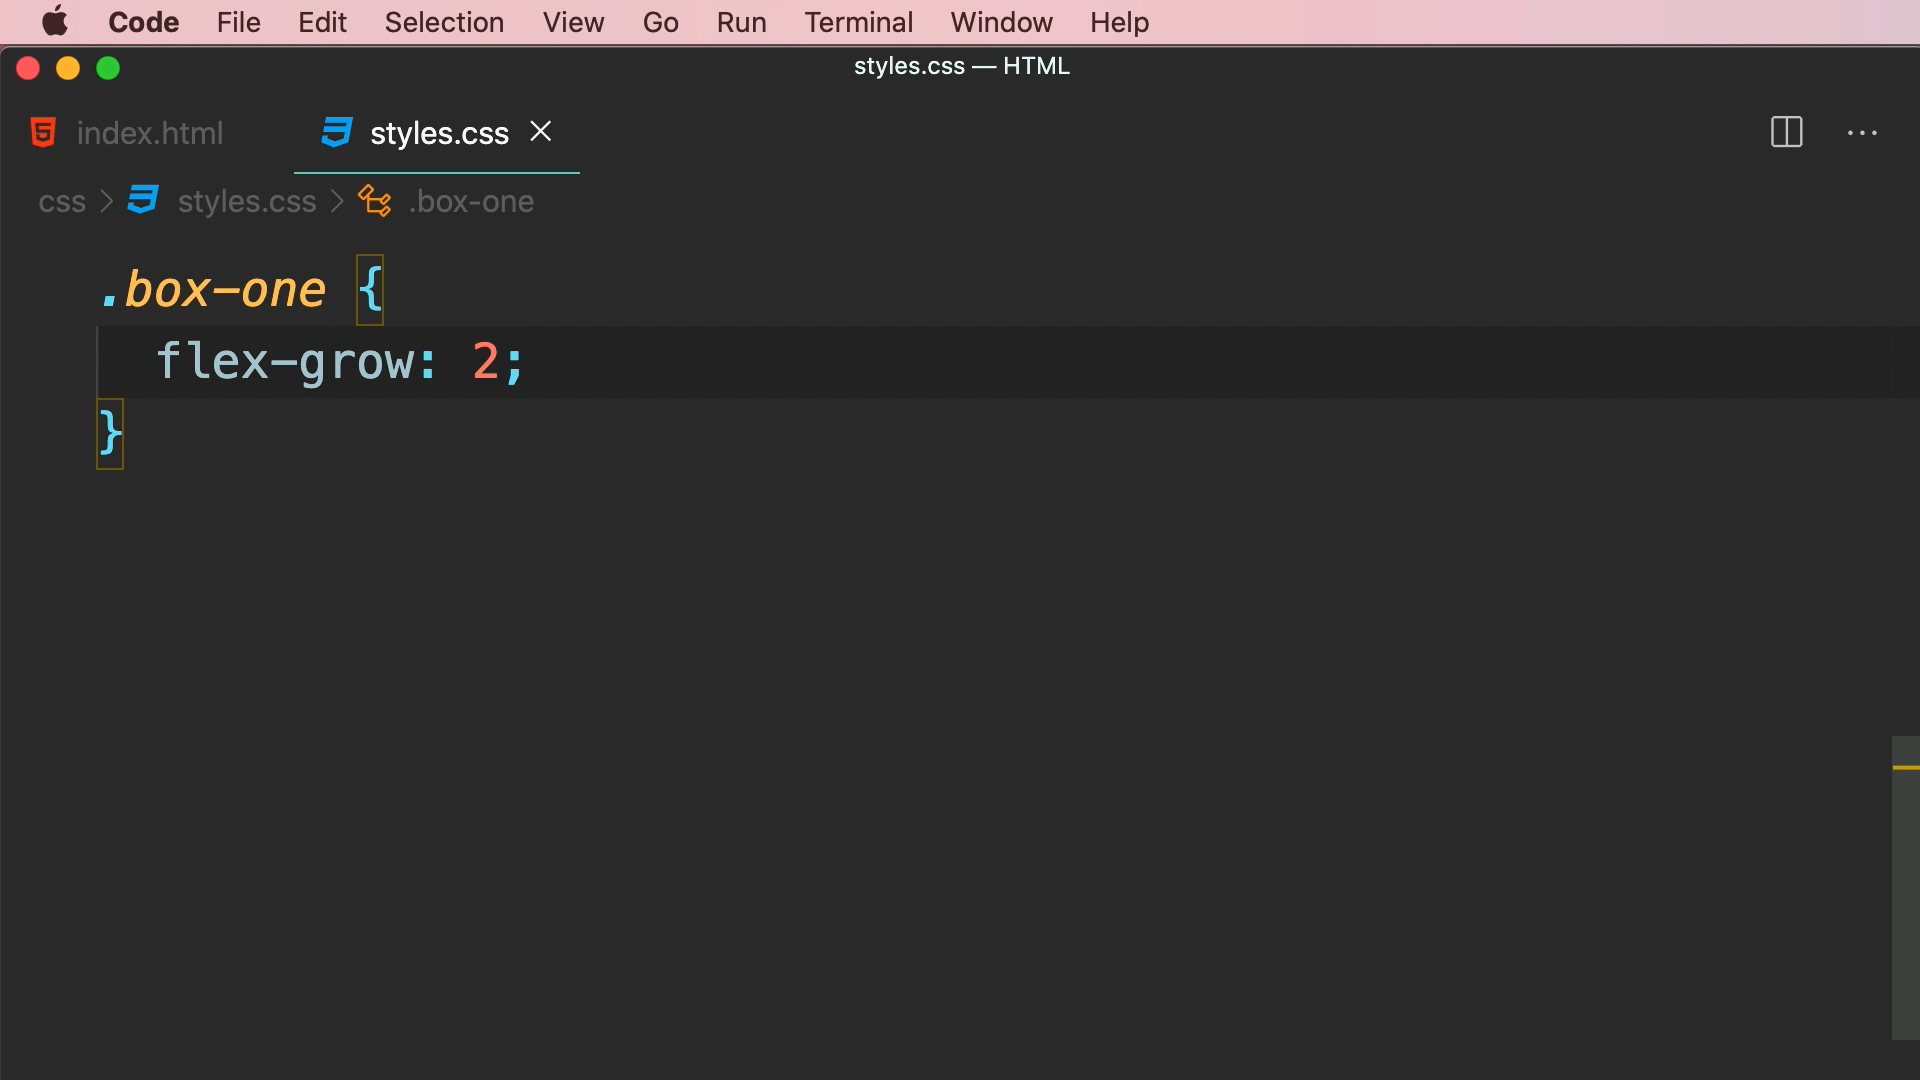 Code File Edit Selection View Go Run Terminal Window Help
styles.css — HTML
index.html styles.css
css > styles.css > .box-one
.box-one {
  flex-grow: 2;
}